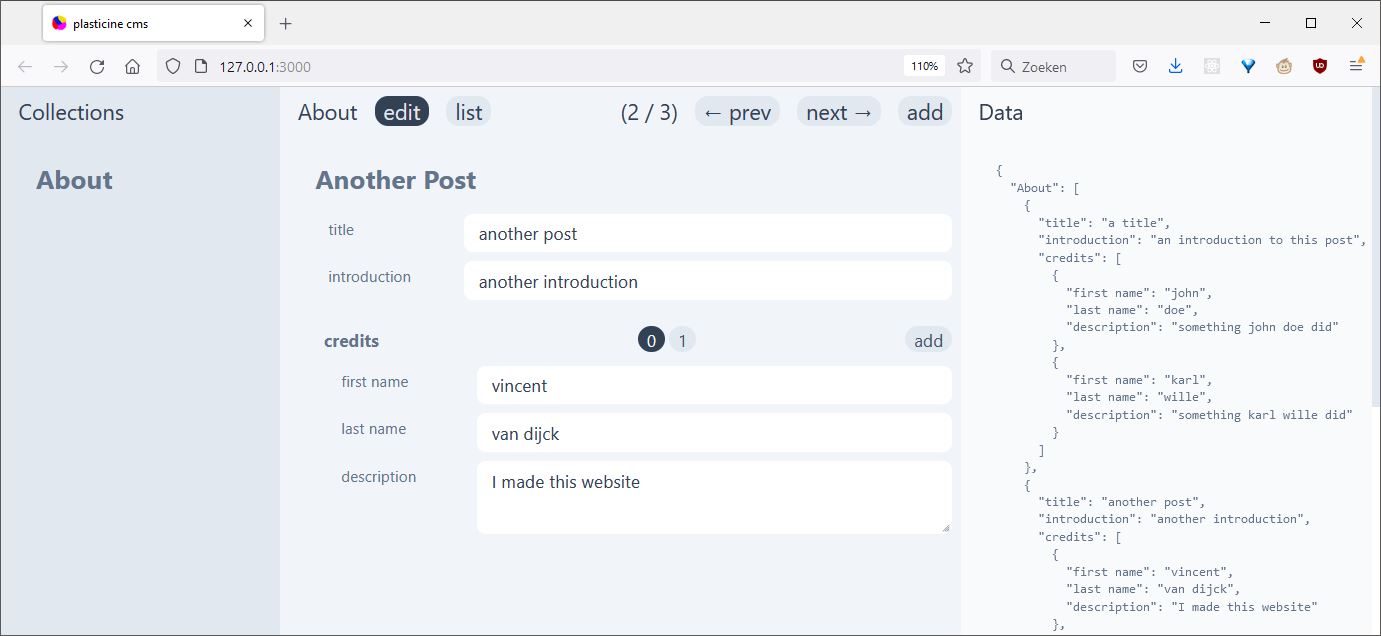 plasticine cms
127.0.0.1:3000
110%
Zoeken
Collections
About
About edit list (2 / 3) ← prev next → add
Another Post
title another post
introduction another introduction
credits 0 1 add
first name vincent
last name van dijck
description I made this website
Data
{
"About": [
{
"title": "a title",
"introduction": "an introduction to this post",
"credits": [
{
"first name": "john",
"last name": "doe",
"description": "something john doe did"
},
{
"first name": "karl",
"last name": "wille",
"description": "something karl wille did"
}
]
},
{
"title": "another post",
"introduction": "another introduction",
"credits": [
{
"first name": "vincent",
"last name": "van dijck",
"description": "I made this website"
},